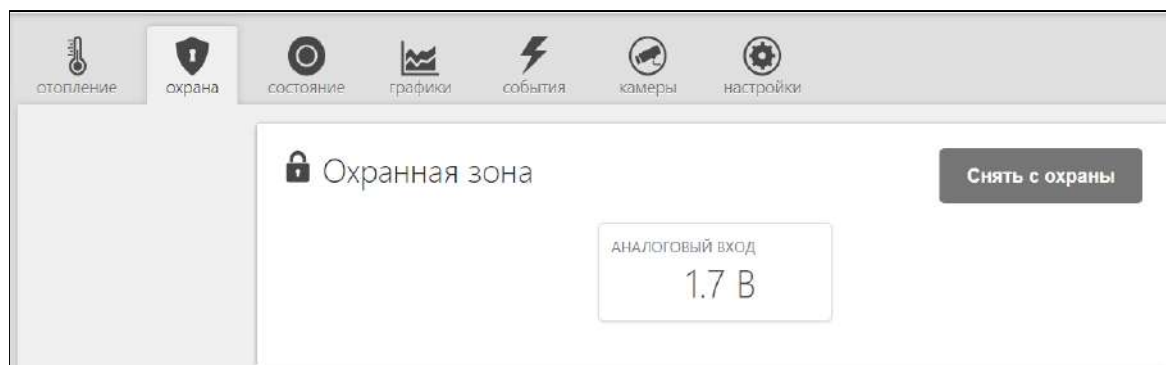 отопление охрана состояние графики события камеры настройки
Охранная зона Снять с охраны
АНАЛОГОВЫЙ ВХОД
1.7 В